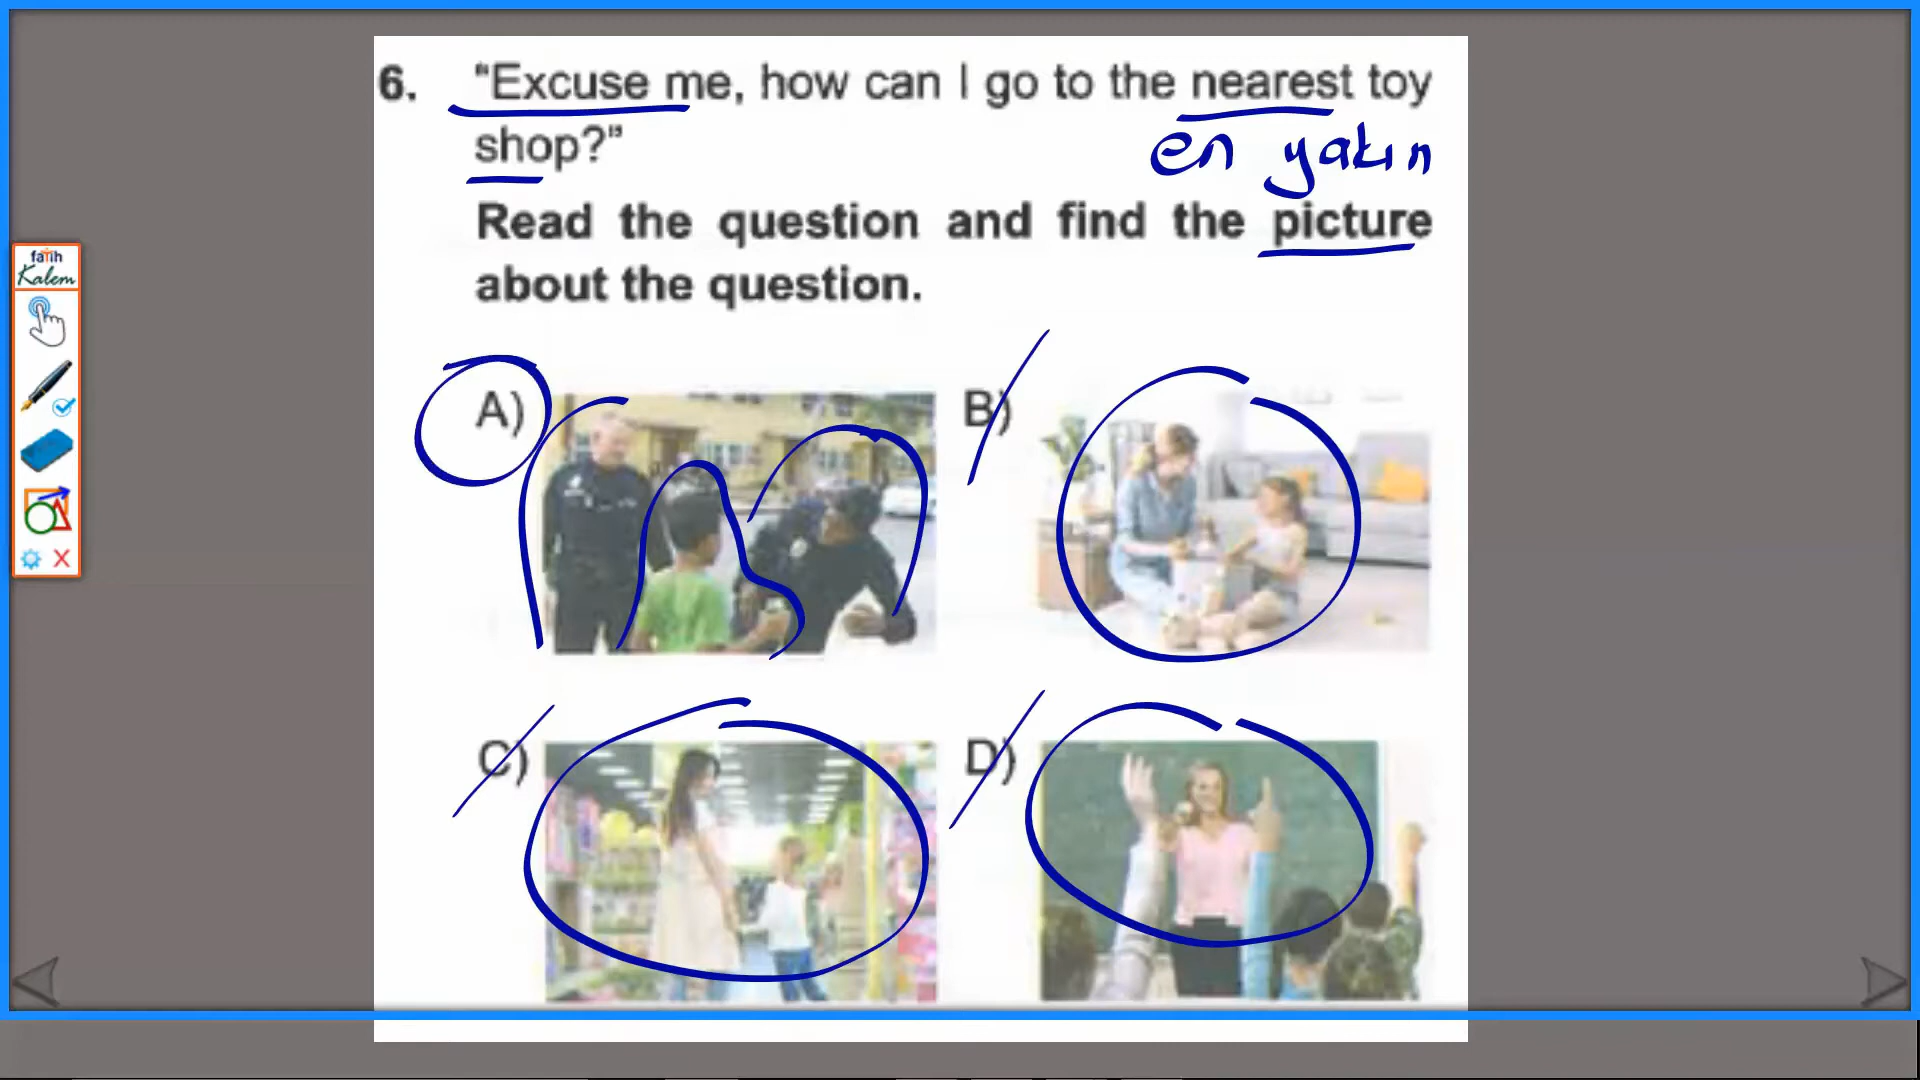 6. "Excuse me, how can I go to the nearest toy
shop?"
en yakın
Read the question and find the picture
about the question.
A)
B)
C)
D)
fatih
Kalem